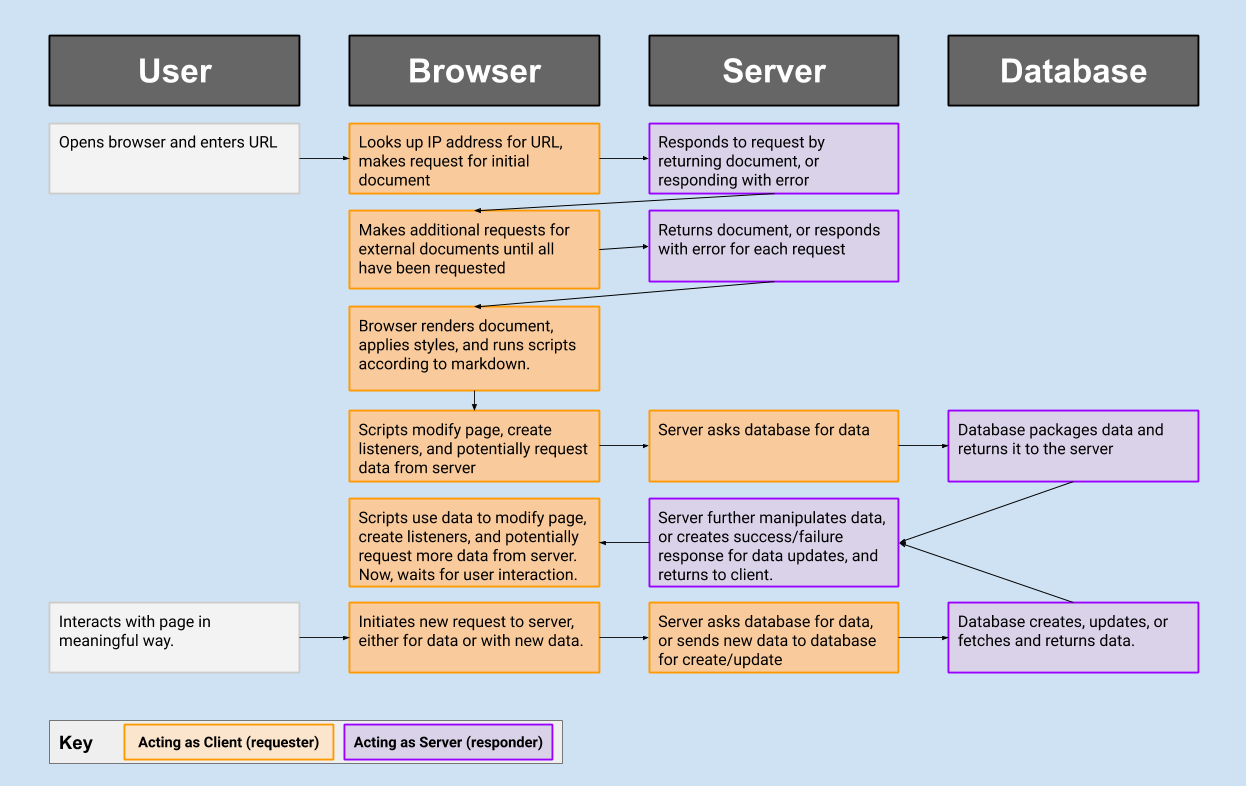 User
Browser
Server
Database
Opens browser and enters URL
Looks up IP address for URL,
makes request for initial
document
Responds to request by
returning document, or
responding with error
Makes additional requests for
external documents until all
have been requested
Returns document, or responds
with error for each request
Browser renders document,
applies styles, and runs scripts
according to markdown.
Scripts modify page, create
listeners, and potentially request
data from server
Server asks database for data
Database packages data and
returns it to the server
Scripts use data to modify page,
create listeners, and potentially
request more data from server.
Now, waits for user interaction.
Server further manipulates data,
or creates success/failure
response for data updates, and
returns to client.
Interacts with page in
meaningful way.
Initiates new request to server,
either for data or with new data.
Server asks database for data,
or sends new data to database
for create/update
Database creates, updates, or
fetches and returns data.
Key
Acting as Client (requester)
Acting as Server (responder)